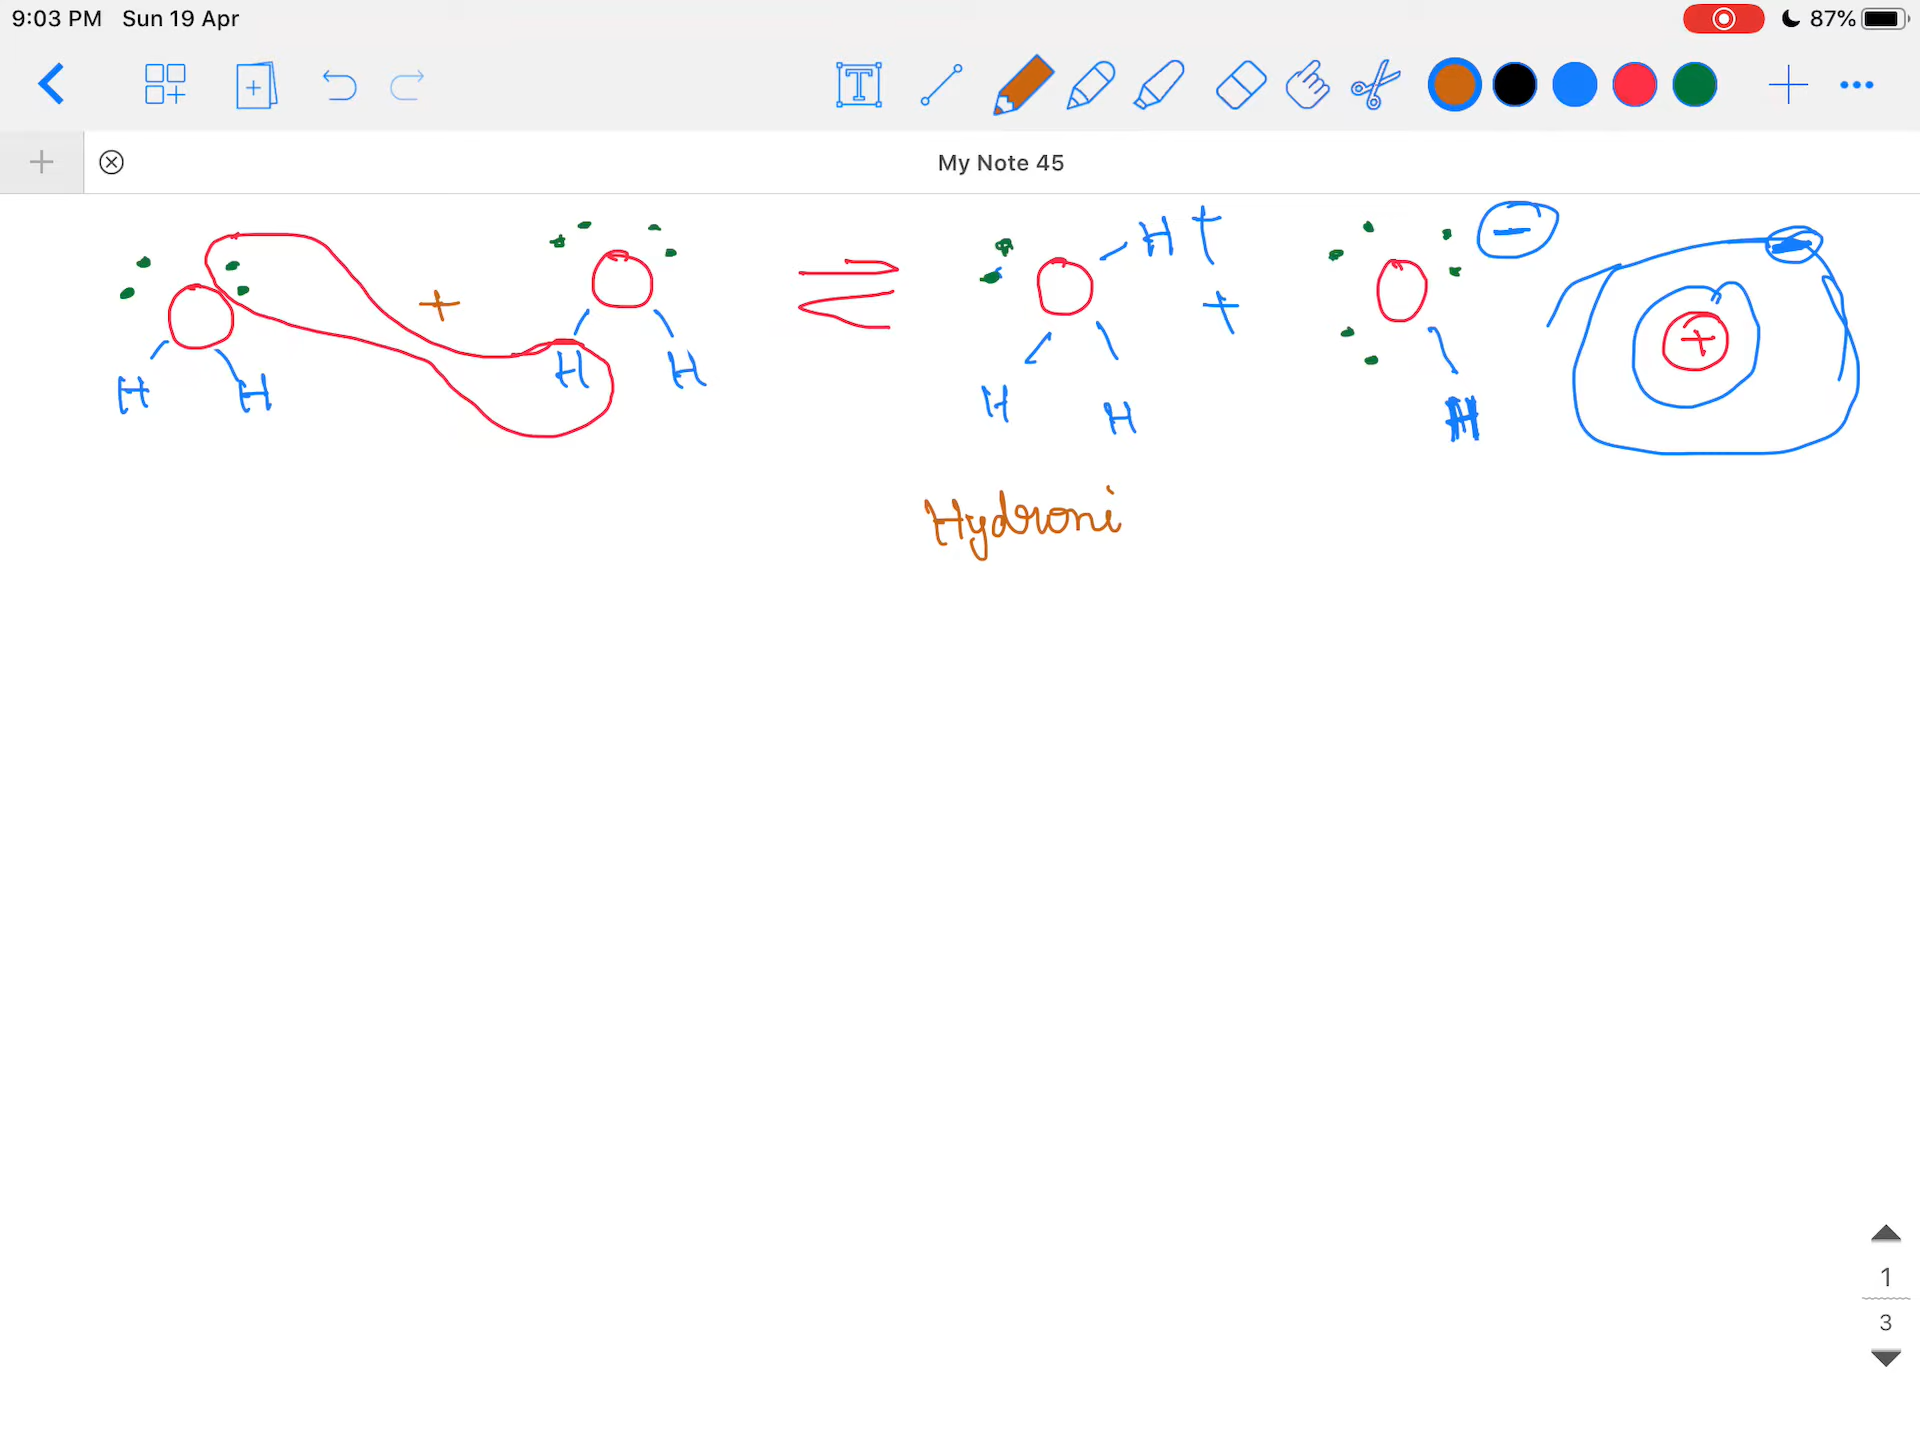 9:03 PM Sun 19 Apr 87%
T
My Note 45
H +
O + O ⇌ O + O −
H H H H H H H +
Hydroni
1
3